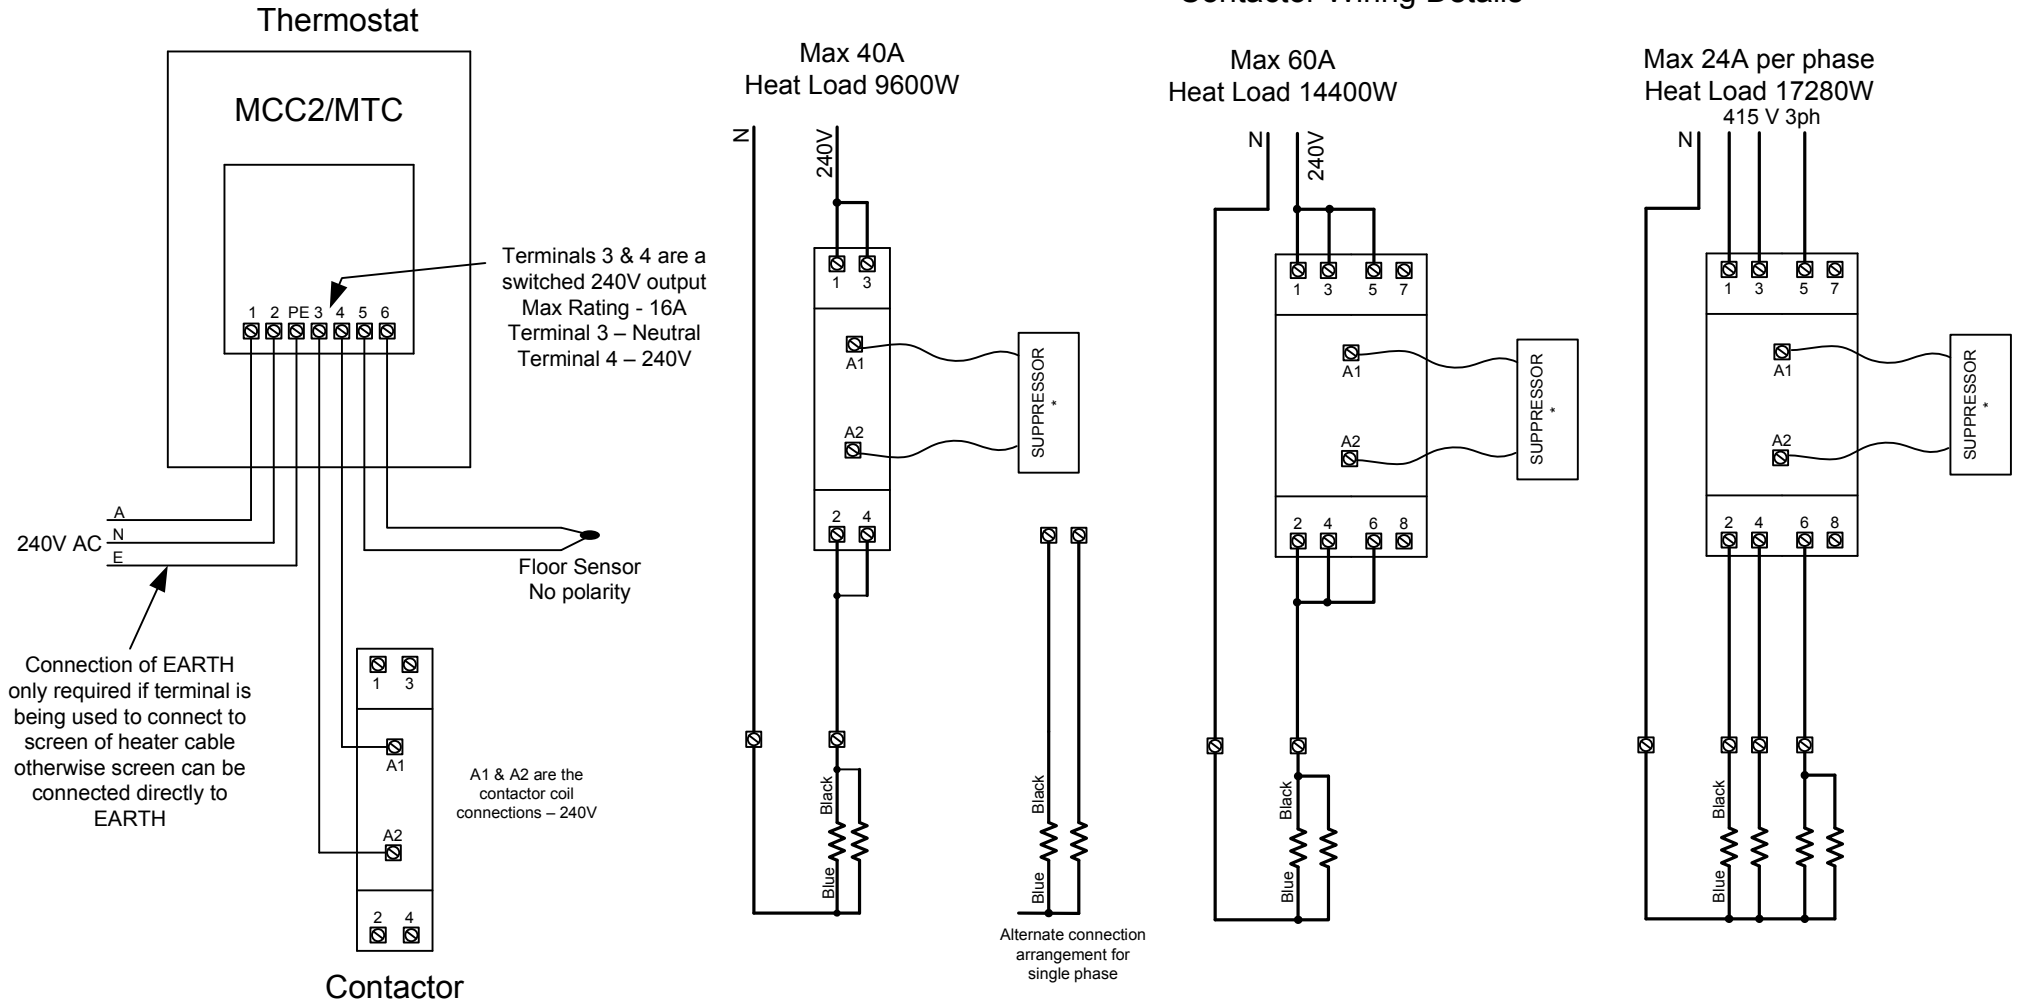 Contactor Wiring Details
Thermostat
MCC2/MTC
1 2 PE 3 4 5 6
Terminals 3 & 4 are a
switched 240V output
Max Rating - 16A
Terminal 3 – Neutral
Terminal 4 – 240V
240V AC
A
N
E
Floor Sensor
No polarity
Connection of EARTH
only required if terminal is
being used to connect to
screen of heater cable
otherwise screen can be
connected directly to
EARTH
1 3
A1
A2
2 4
A1 & A2 are the
contactor coil
connections – 240V
Contactor
Max 40A
Heat Load 9600W
N
240V
1 3
A1
A2
SUPPRESSOR
*
2 4
Black
Blue
Black
Blue
Alternate connection
arrangement for
single phase
Max 60A
Heat Load 14400W
N
240V
1 3 5 7
A1
A2
SUPPRESSOR
*
2 4 6 8
Black
Blue
Max 24A per phase
Heat Load 17280W
415 V 3ph
N
1 3 5 7
A1
A2
SUPPRESSOR
*
2 4 6 8
Black
Blue